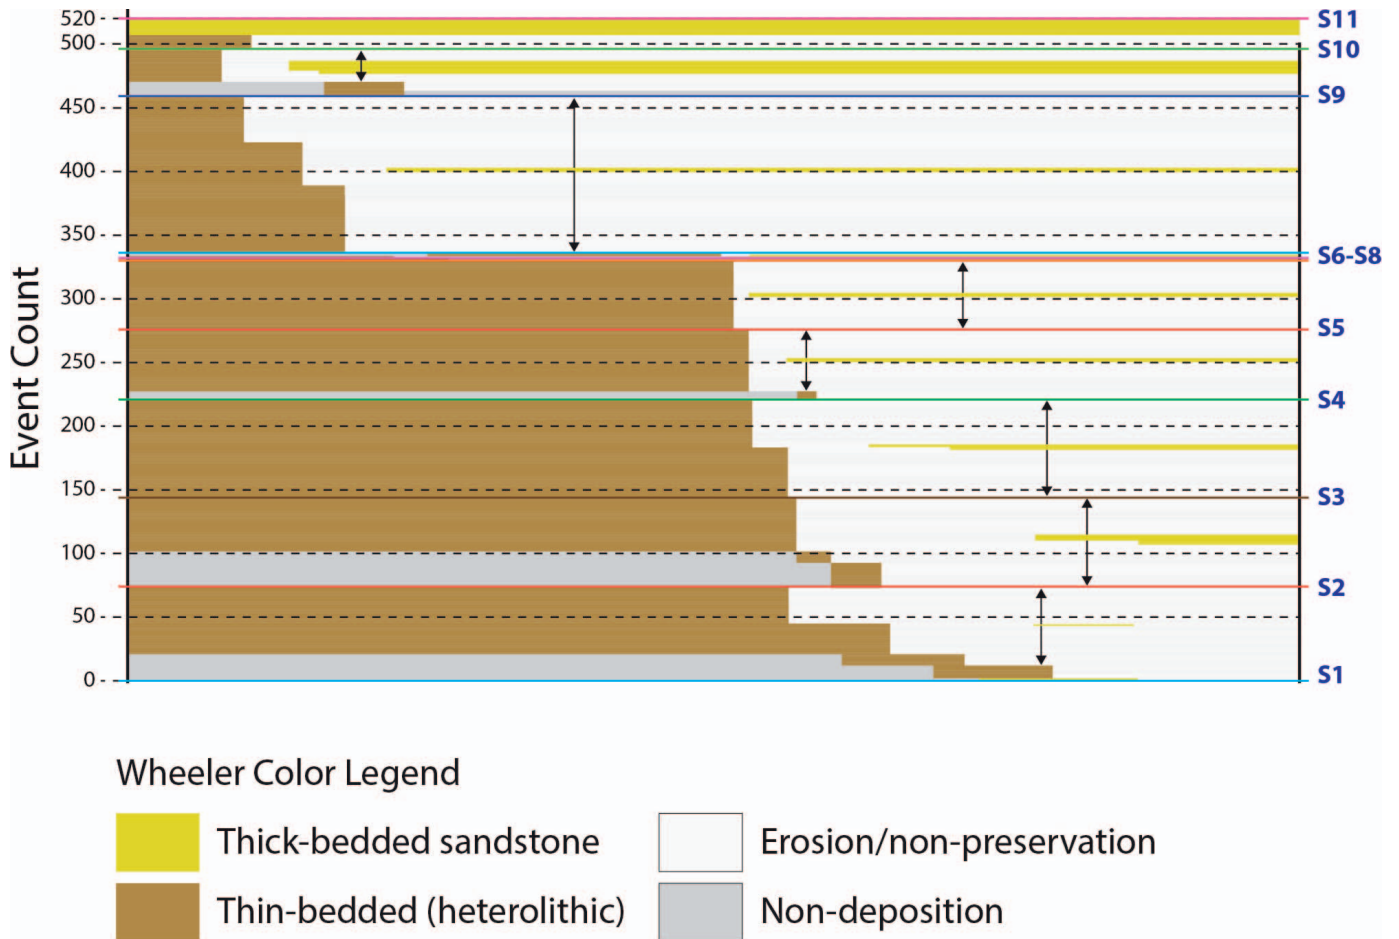 520 - S11
500 - S10
450 - S9
400 -
350 - S6-S8
300 - S5
250 -
200 - S4
150 - S3
100 - S2
50 -
0 - S1
Event Count
Wheeler Color Legend
Thick-bedded sandstone Erosion/non-preservation
Thin-bedded (heterolithic) Non-deposition